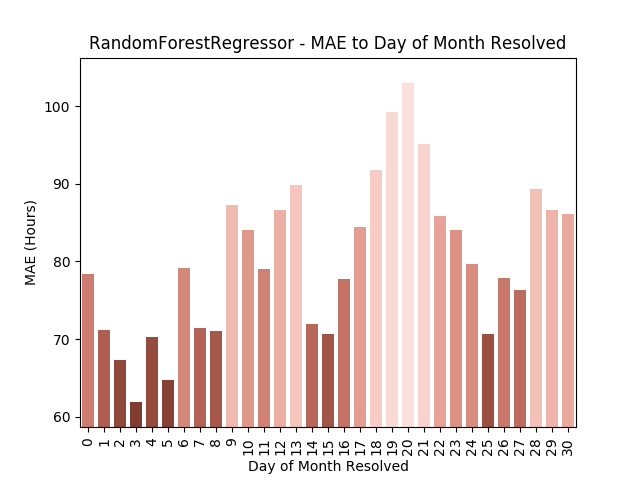 RandomForestRegressor - MAE to Day of Month Resolved
100
90
80
70
60
MAE (Hours)
0 1 2 3 4 5 6 7 8 9 10 11 12 13 14 15 16 17 18 19 20 21 22 23 24 25 26 27 28 29 30
Day of Month Resolved